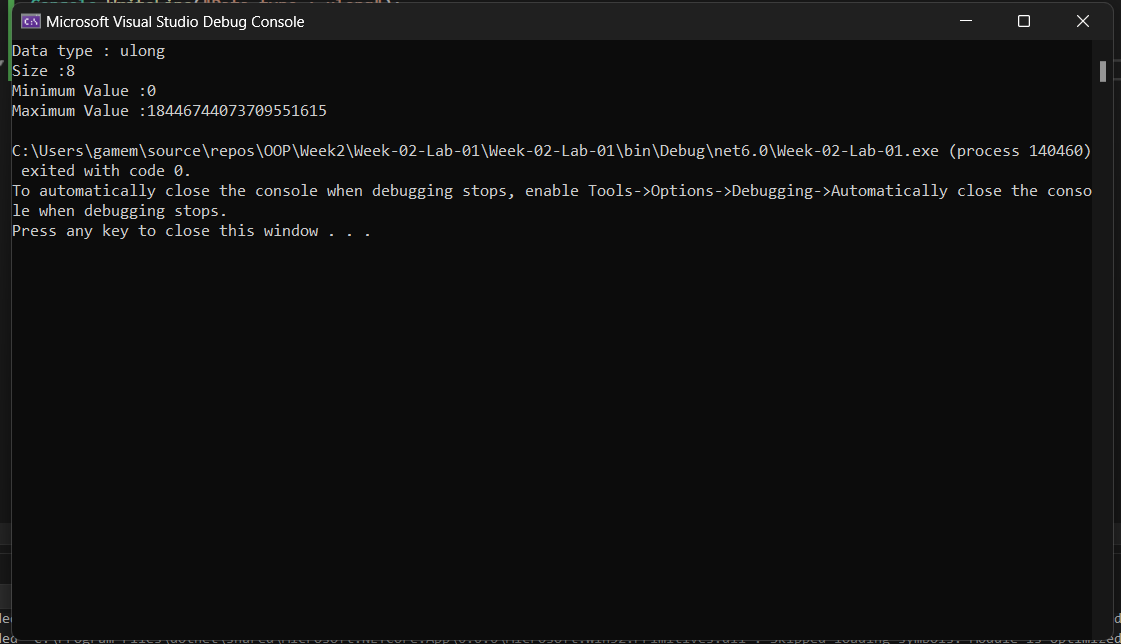 Microsoft Visual Studio Debug Console
Data type : ulong
Size :8
Minimum Value :0
Maximum Value :18446744073709551615
C:\Users\gamem\source\repos\OOP\Week2\Week-02-Lab-01\Week-02-Lab-01\bin\Debug\net6.0\Week-02-Lab-01.exe (process 140460)
 exited with code 0.
To automatically close the console when debugging stops, enable Tools->Options->Debugging->Automatically close the conso
le when debugging stops.
Press any key to close this window . . .